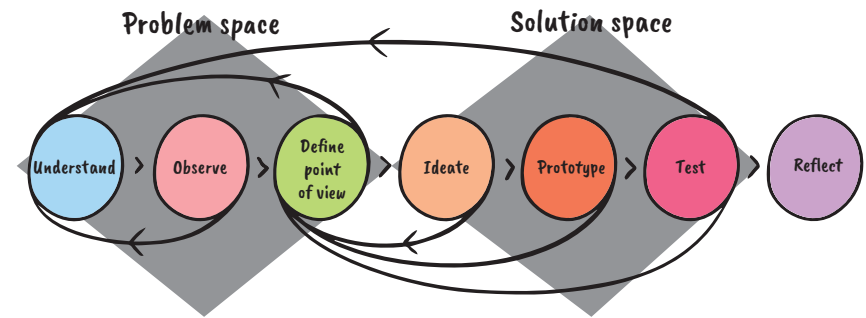 Problem space
Solution space
Understand
Observe
Define
point
of view
Ideate
Prototype
Test
Reflect